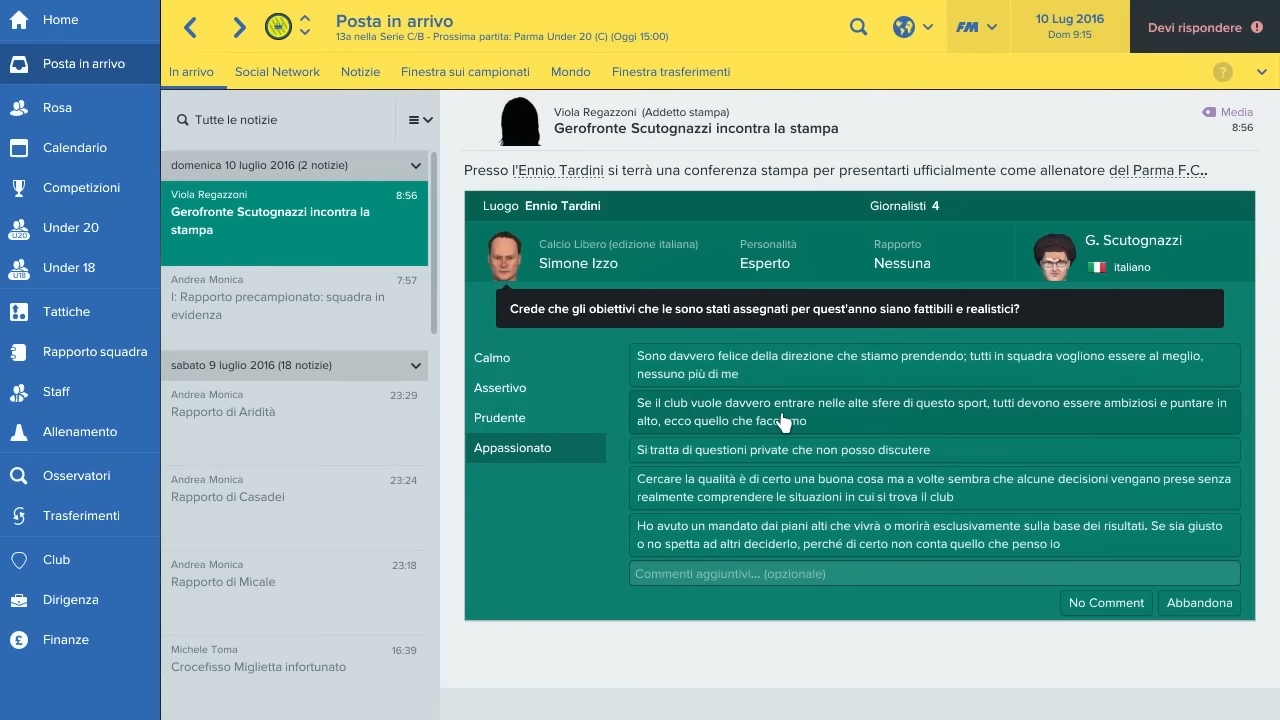 Home
Posta in arrivo
Rosa
Calendario
Competizioni
U20
Under 20
U18
Under 18
Tattiche
Rapporto squadra
Staff
Allenamento
Osservatori
Trasferimenti
Club
Dirigenza
£
Finanze
Posta in arrivo
13a nella Serie C/B - Prossima partita: Parma Under 20 (C) (Oggi 15:00)
FM
10 Lug 2016
Dom 9:15
Devi rispondere
In arrivo Social Network Notizie Finestra sui campionati Mondo Finestra trasferimenti
?
Tutte le notizie
domenica 10 luglio 2016 (2 notizie)
Viola Regazzoni 8:56
Gerofronte Scutognazzi incontra la
stampa
Andrea Monica 7:57
I: Rapporto precampionato: squadra in
evidenza
sabato 9 luglio 2016 (18 notizie)
Andrea Monica 23:29
Rapporto di Aridità
Andrea Monica 23:24
Rapporto di Casadei
Andrea Monica 23:18
Rapporto di Micale
Michele Toma 16:39
Crocefisso Miglietta infortunato
Viola Regazzoni (Addetto stampa)
Gerofronte Scutognazzi incontra la stampa
Media
8:56
Presso l'Ennio Tardini si terrà una conferenza stampa per presentarti ufficialmente come allenatore del Parma F.C..
Luogo Ennio Tardini Giornalisti 4
Calcio Libero (edizione italiana) Personalità Rapporto
Simone Izzo Esperto Nessuna
G. Scutognazzi
italiano
Crede che gli obiettivi che le sono stati assegnati per quest'anno siano fattibili e realistici?
Calmo
Assertivo
Prudente
Appassionato
Sono davvero felice della direzione che stiamo prendendo; tutti in squadra vogliono essere al meglio,
nessuno più di me
Se il club vuole davvero entrare nelle alte sfere di questo sport, tutti devono essere ambiziosi e puntare in
alto, ecco quello che facciamo
Si tratta di questioni private che non posso discutere
Cercare la qualità è di certo una buona cosa ma a volte sembra che alcune decisioni vengano prese senza
realmente comprendere le situazioni in cui si trova il club
Ho avuto un mandato dai piani alti che vivrà o morirà esclusivamente sulla base dei risultati. Se sia giusto
o no spetta ad altri deciderlo, perché di certo non conta quello che penso io
Commenti aggiuntivi... (opzionale)
No Comment Abbandona